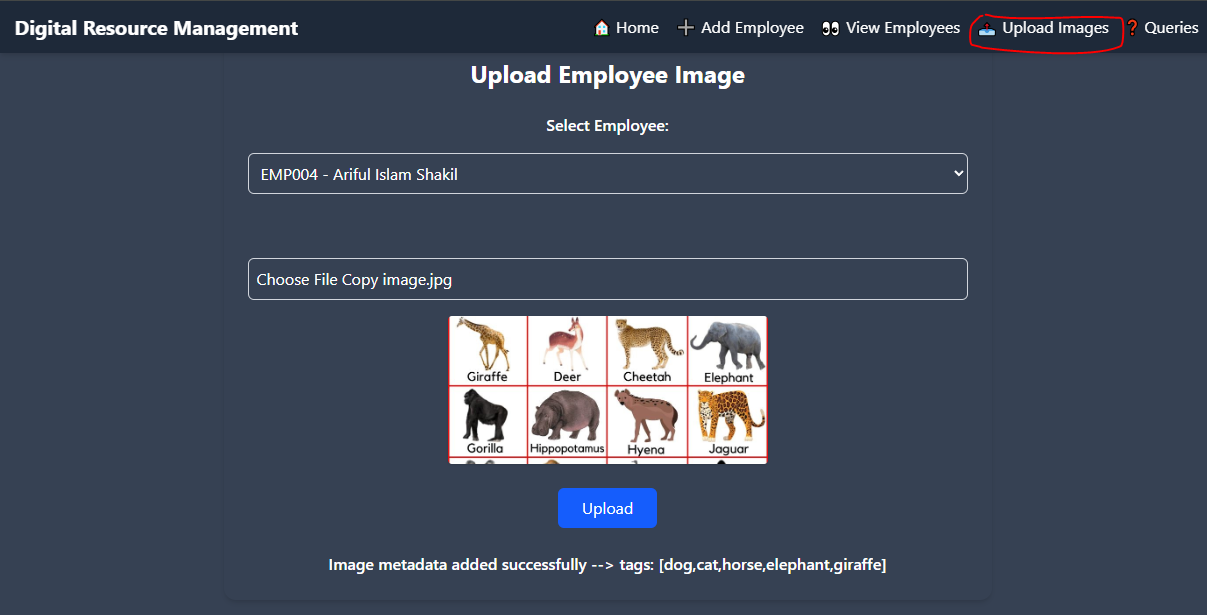 Digital Resource Management
Home Add Employee View Employees Upload Images Queries
Upload Employee Image
Select Employee:
EMP004 - Ariful Islam Shakil
Choose File Copy image.jpg
Giraffe Deer Cheetah Elephant
Gorilla Hippopotamus Hyena Jaguar
Upload
Image metadata added successfully --> tags: [dog,cat,horse,elephant,giraffe]